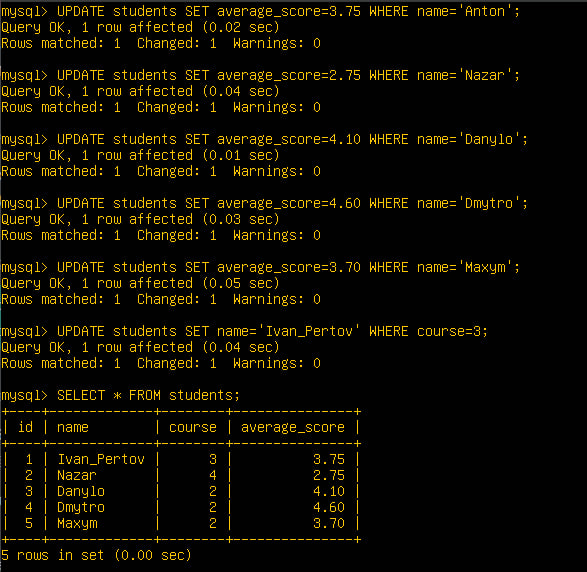 mysql> UPDATE students SET average_score=3.75 WHERE name='Anton';
Query OK, 1 row affected (0.02 sec)
Rows matched: 1  Changed: 1  Warnings: 0

mysql> UPDATE students SET average_score=2.75 WHERE name='Nazar';
Query OK, 1 row affected (0.04 sec)
Rows matched: 1  Changed: 1  Warnings: 0

mysql> UPDATE students SET average_score=4.10 WHERE name='Danylo';
Query OK, 1 row affected (0.01 sec)
Rows matched: 1  Changed: 1  Warnings: 0

mysql> UPDATE students SET average_score=4.60 WHERE name='Dmytro';
Query OK, 1 row affected (0.03 sec)
Rows matched: 1  Changed: 1  Warnings: 0

mysql> UPDATE students SET average_score=3.70 WHERE name='Maxym';
Query OK, 1 row affected (0.05 sec)
Rows matched: 1  Changed: 1  Warnings: 0

mysql> UPDATE students SET name='Ivan_Pertov' WHERE course=3;
Query OK, 1 row affected (0.04 sec)
Rows matched: 1  Changed: 1  Warnings: 0

mysql> SELECT * FROM students;
+----+-------------+--------+---------------+
| id | name        | course | average_score |
+----+-------------+--------+---------------+
|  1 | Ivan_Pertov |      3 |          3.75 |
|  2 | Nazar       |      4 |          2.75 |
|  3 | Danylo      |      2 |          4.10 |
|  4 | Dmytro      |      2 |          4.60 |
|  5 | Maxym       |      2 |          3.70 |
+----+-------------+--------+---------------+
5 rows in set (0.00 sec)